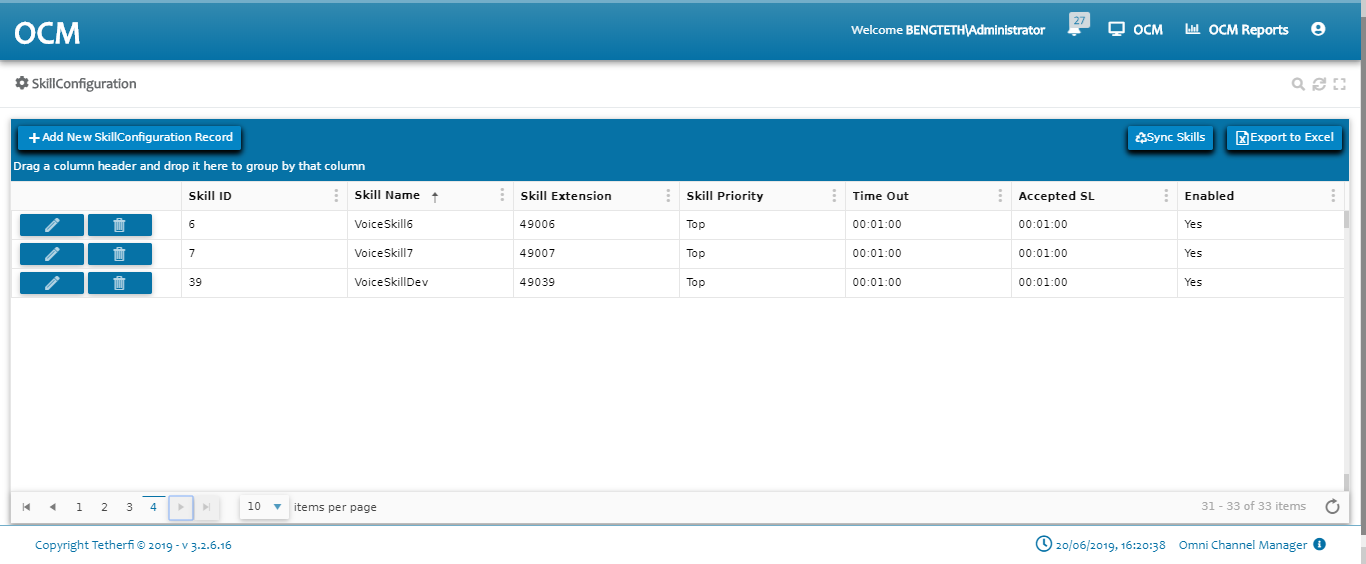 OCM
Welcome BENGTETH\Administrator 27 OCM OCM Reports
SkillConfiguration
Add New SkillConfiguration Record Sync Skills Export to Excel
Drag a column header and drop it here to group by that column
Skill ID Skill Name Skill Extension Skill Priority Time Out Accepted SL Enabled
6 VoiceSkill6 49006 Top 00:01:00 00:01:00 Yes
7 VoiceSkill7 49007 Top 00:01:00 00:01:00 Yes
39 VoiceSkillDev 49039 Top 00:01:00 00:01:00 Yes
1 2 3 4 10 items per page 31 - 33 of 33 items
Copyright Tetherfi © 2019 - v 3.2.6.16 20/06/2019, 16:20:38 Omni Channel Manager